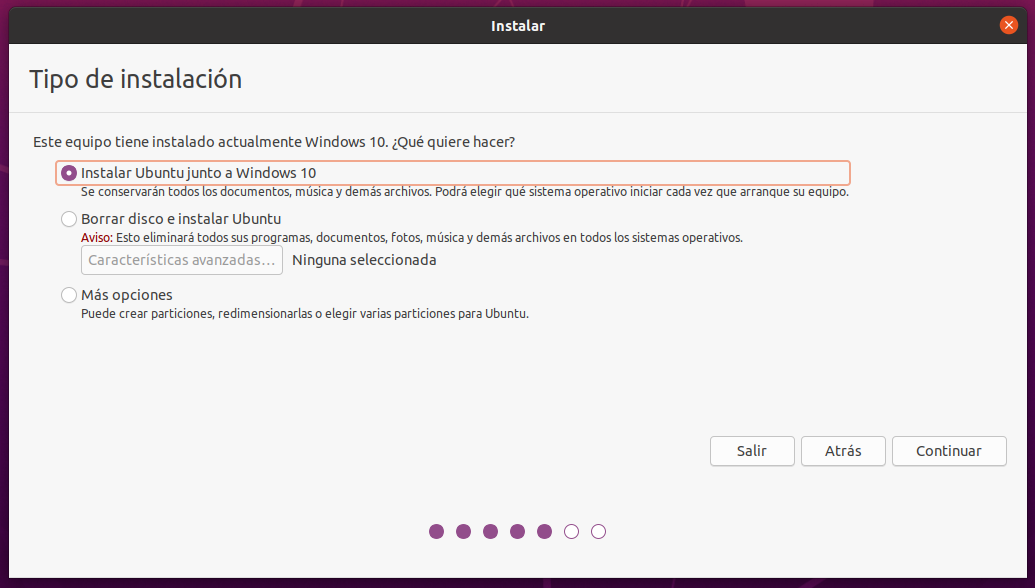 Instalar
Tipo de instalación
Este equipo tiene instalado actualmente Windows 10. ¿Qué quiere hacer?
Instalar Ubuntu junto a Windows 10
Se conservarán todos los documentos, música y demás archivos. Podrá elegir qué sistema operativo iniciar cada vez que arranque su equipo.
Borrar disco e instalar Ubuntu
Aviso: Esto eliminará todos sus programas, documentos, fotos, música y demás archivos en todos los sistemas operativos.
Características avanzadas... Ninguna seleccionada
Más opciones
Puede crear particiones, redimensionarlas o elegir varias particiones para Ubuntu.
Salir Atrás Continuar